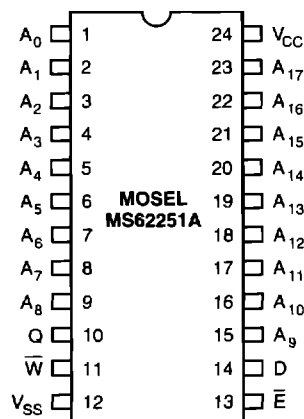 A₀ 1 24 V_CC
A₁ 2 23 A₁₇
A₂ 3 22 A₁₆
A₃ 4 21 A₁₅
A₄ 5 20 A₁₄
A₅ 6 MOSEL 19 A₁₃
MS62251A
A₆ 7 18 A₁₂
A₇ 8 17 A₁₁
A₈ 9 16 A₁₀
Q 10 15 A₉
W̅ 11 14 D
V_SS 12 13 E̅